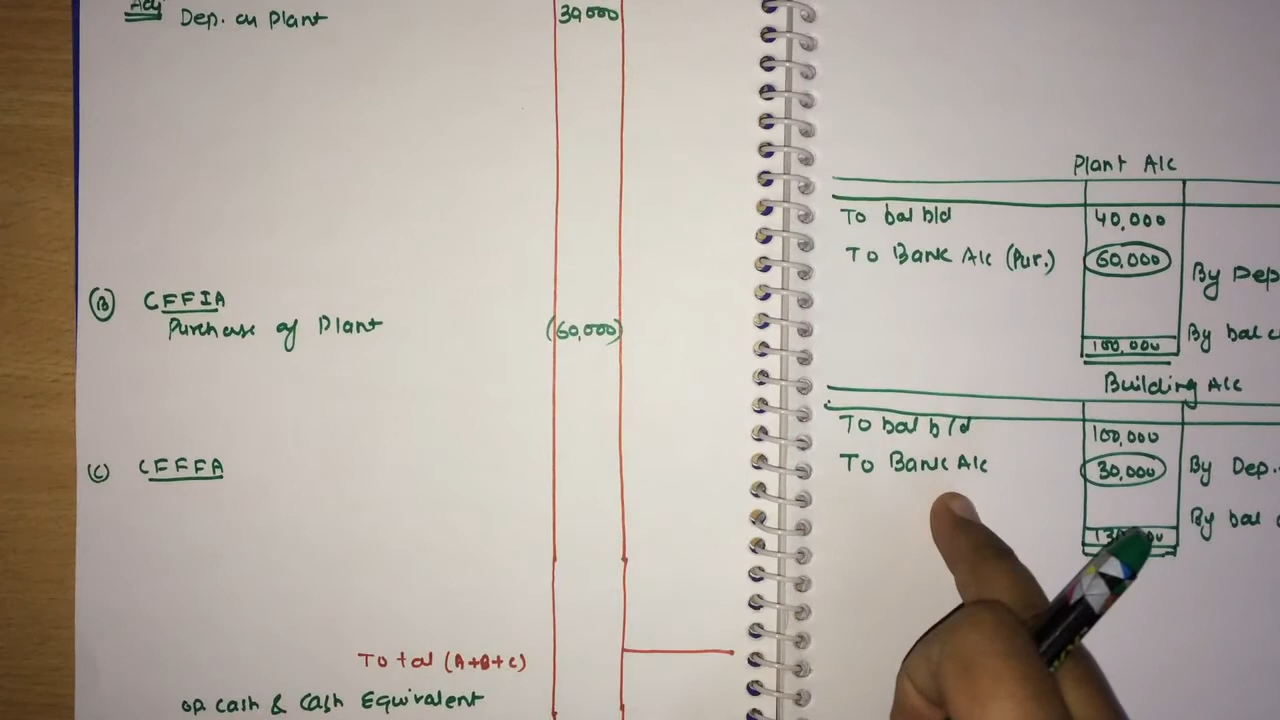 Adj
Dep. on Plant 30,000
(B) CFFIA
Purchase of Plant (60,000)
(C) CFFFA
Total (A+B+C)
op. Cash & Cash Equivalent
Plant A/c
To bal b/d 40,000
To Bank A/c (Pur.) 60,000
By Dep
By bal c
100,000
Building A/c
To bal b/d 100,000
To Bank A/c 30,000 By Dep.
By bal